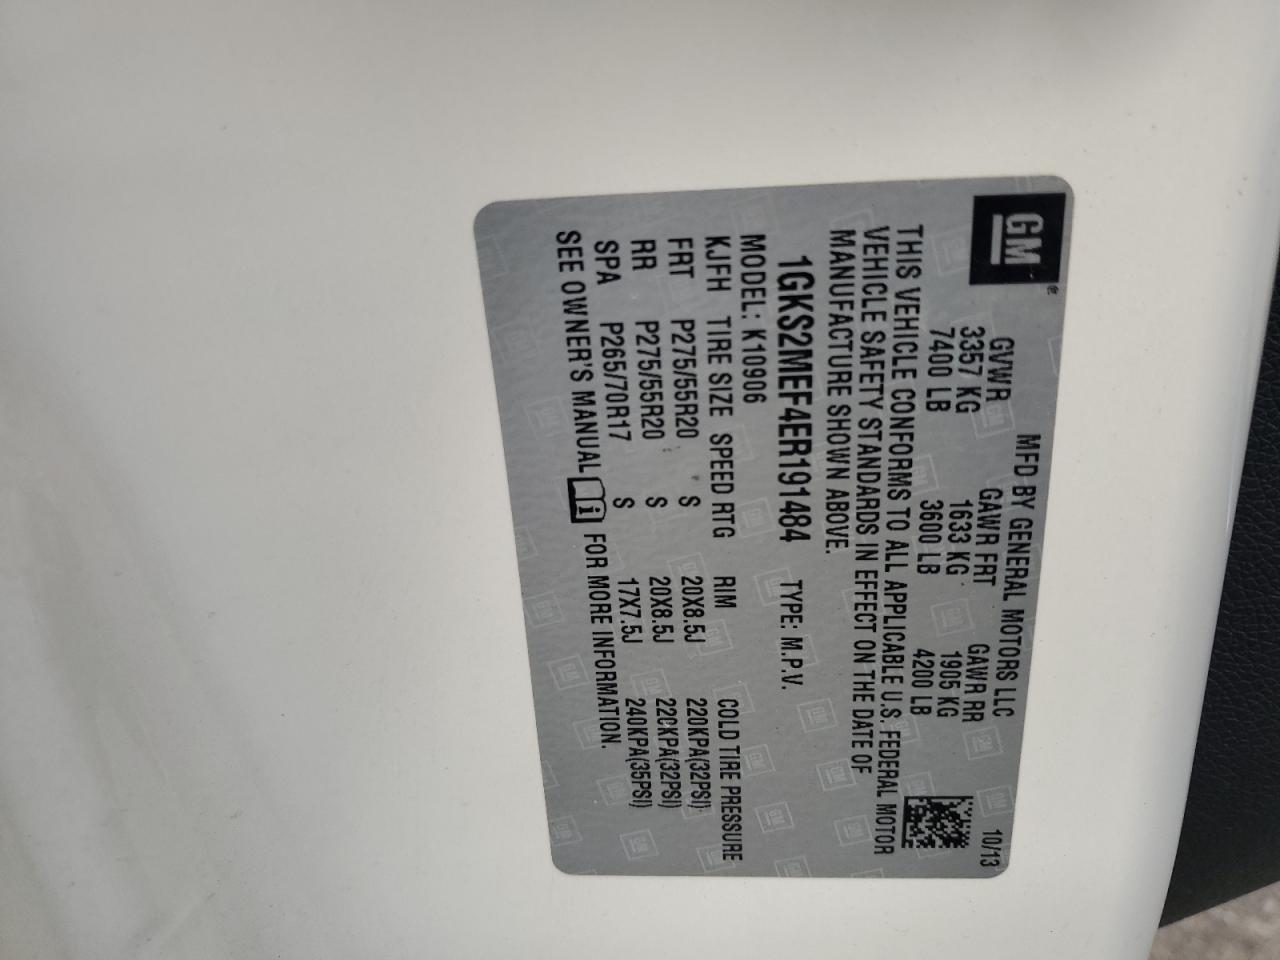 GM
MFD BY GENERAL MOTORS LLC 10/13
GVWR GAWR FRT GAWR RR
3357 KG 1633 KG 1905 KG
7400 LB 3600 LB 4200 LB
THIS VEHICLE CONFORMS TO ALL APPLICABLE U.S. FEDERAL MOTOR
VEHICLE SAFETY STANDARDS IN EFFECT ON THE DATE OF
MANUFACTURE SHOWN ABOVE.
1GKS2MEF4ER191484 TYPE: M.P.V.
MODEL: K10906
KJFH TIRE SIZE SPEED RTG RIM COLD TIRE PRESSURE
FRT P275/55R20 S 20X8.5J 220KPA(32PSI)
RR P275/55R20 S 20X8.5J 220KPA(32PSI)
SPA P265/70R17 S 17X7.5J 240KPA(35PSI)
SEE OWNER'S MANUAL i FOR MORE INFORMATION.